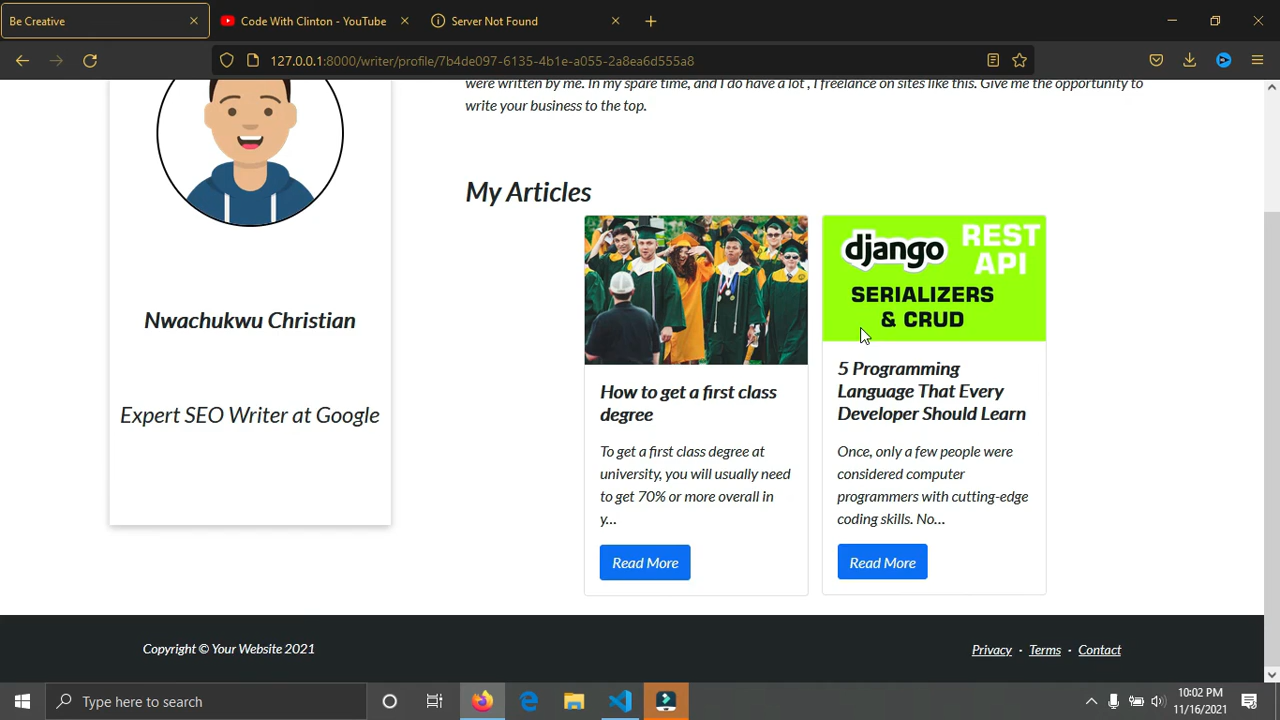 Be Creative
Code With Clinton - YouTube
Server Not Found
127.0.0.1:8000/writer/profile/7b4de097-6135-4b1e-a055-2a8ea6d555a8
were written by me. In my spare time, and I do have a lot , I freelance on sites like this. Give me the opportunity to
write your business to the top.
My Articles
django
REST
API
SERIALIZERS
& CRUD
Nwachukwu Christian
Expert SEO Writer at Google
How to get a first class
degree
To get a first class degree at
university, you will usually need
to get 70% or more overall in
y...
Read More
5 Programming
Language That Every
Developer Should Learn
Once, only a few people were
considered computer
programmers with cutting-edge
coding skills. No...
Read More
Copyright © Your Website 2021
Privacy · Terms · Contact
Type here to search
10:02 PM
11/16/2021